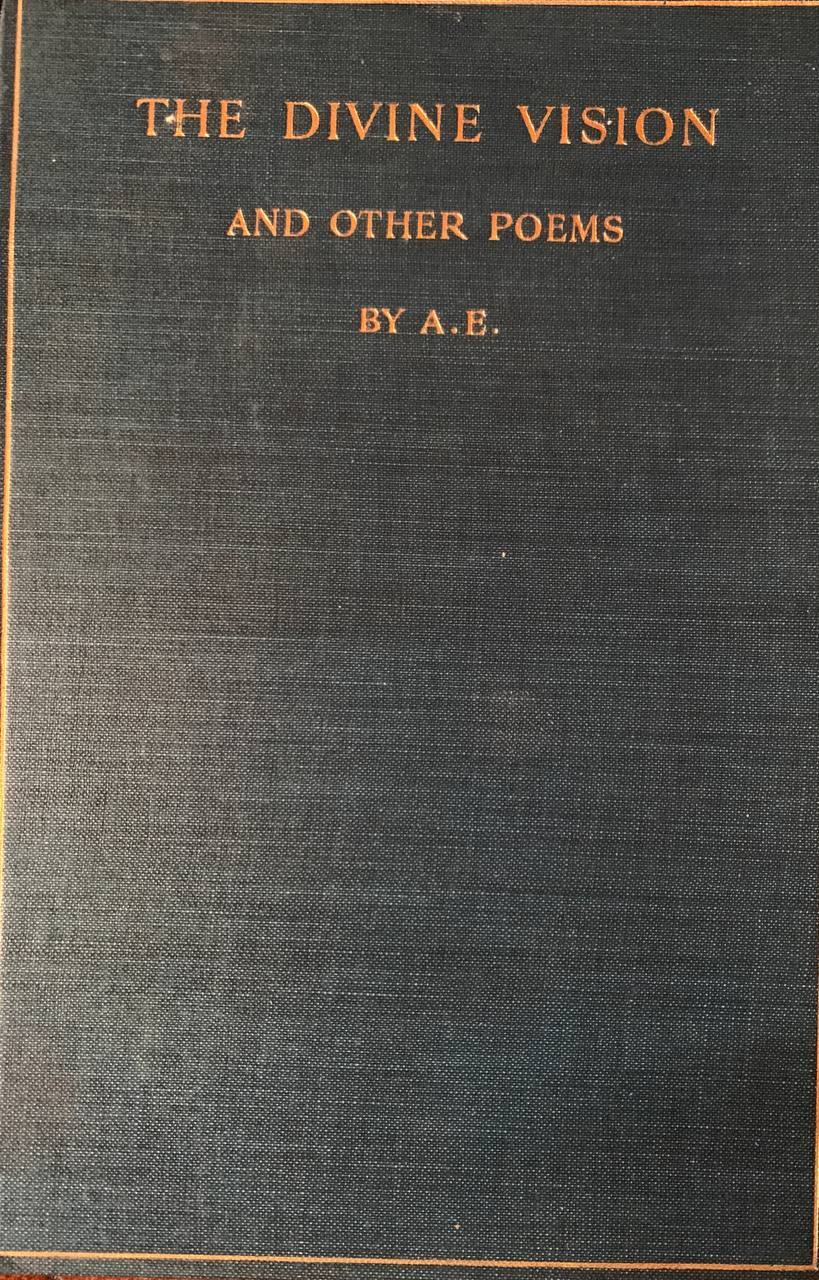 THE DIVINE VISION
AND OTHER POEMS
BY A.E.